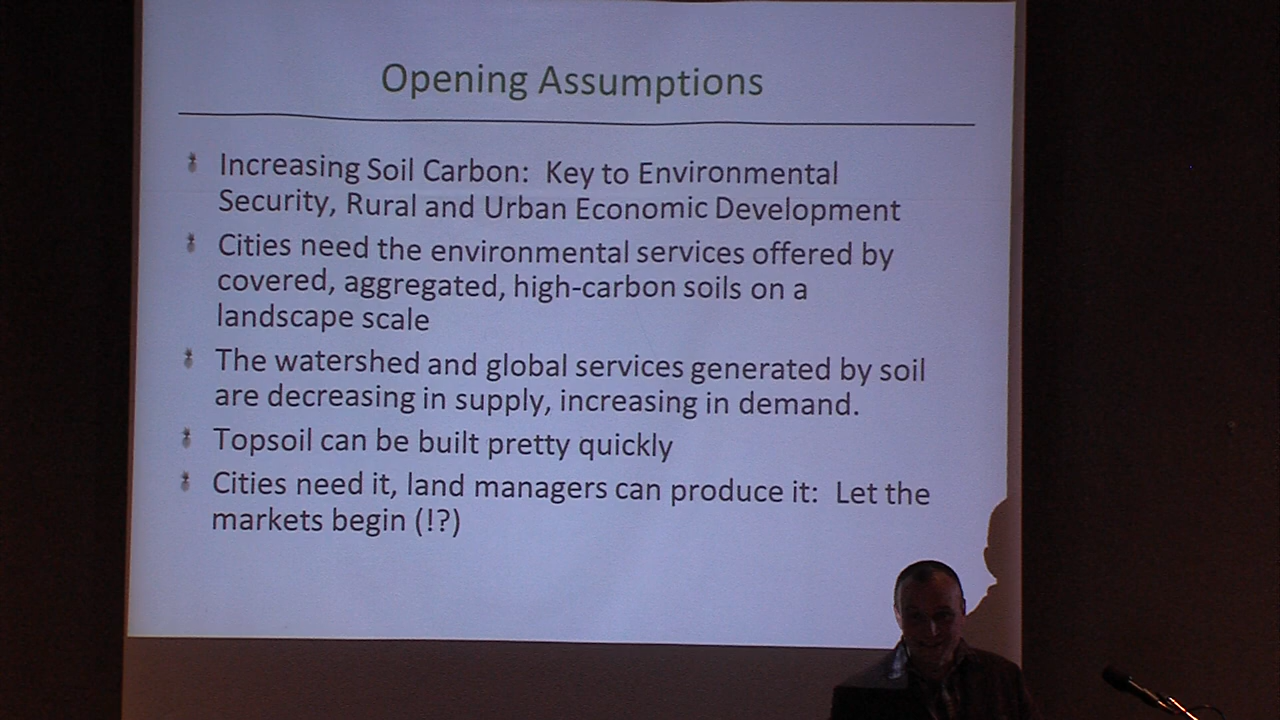 Opening Assumptions
Increasing Soil Carbon: Key to Environmental
Security, Rural and Urban Economic Development
Cities need the environmental services offered by
covered, aggregated, high-carbon soils on a
landscape scale
The watershed and global services generated by soil
are decreasing in supply, increasing in demand.
Topsoil can be built pretty quickly
Cities need it, land managers can produce it: Let the
markets begin (!?)